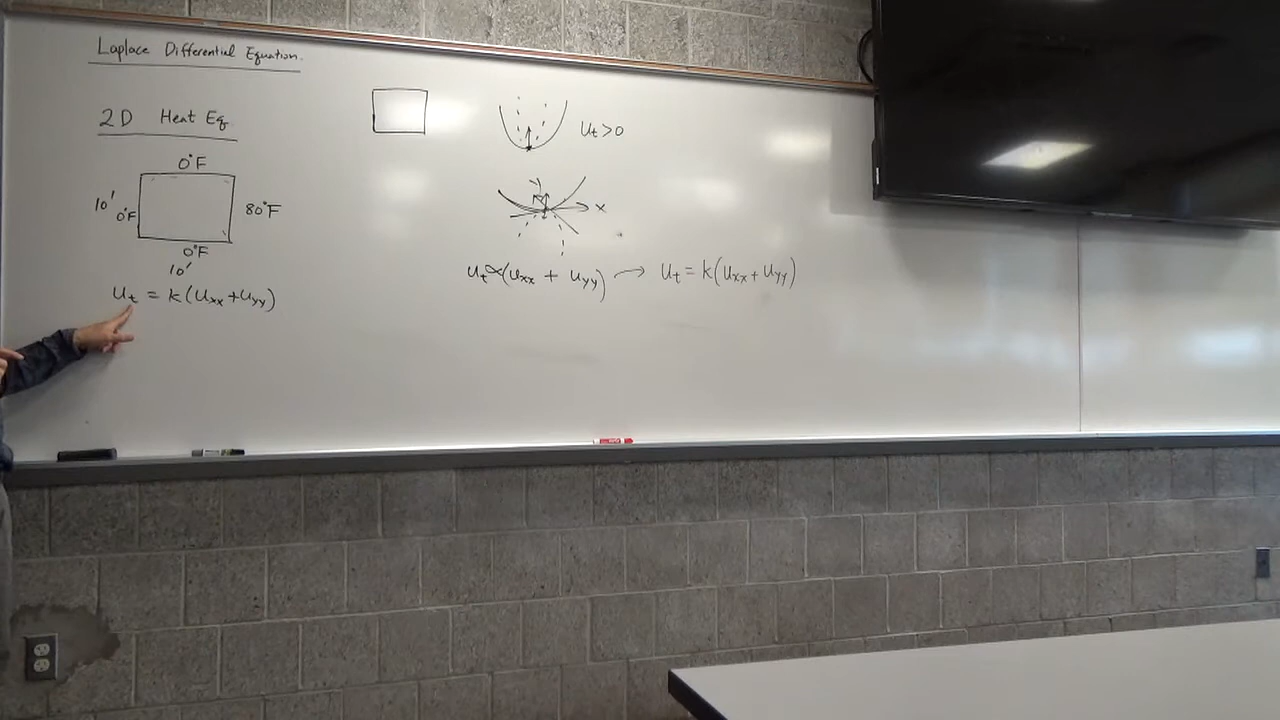 Laplace Differential Equation.
2D Heat Eq.
0°F
10'
0°F
80°F
0°F
10'
u_t = k(u_xx + u_yy)
u_t > 0
x
u_t ∝ (u_xx + u_yy) → u_t = k(u_xx + u_yy)